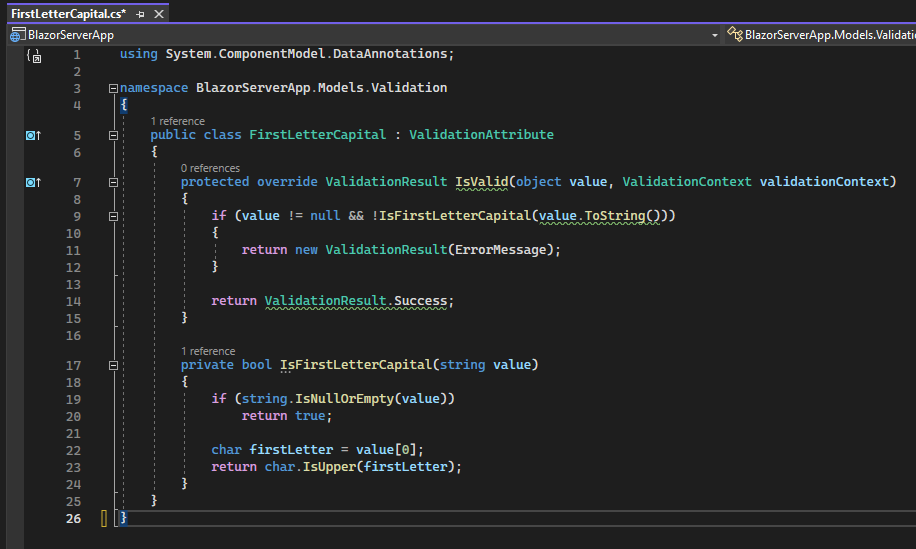 FirstLetterCapital.cs*
BlazorServerApp BlazorServerApp.Models.Validatio
1 using System.ComponentModel.DataAnnotations;
2
3 namespace BlazorServerApp.Models.Validation
4 {
1 reference
5 public class FirstLetterCapital : ValidationAttribute
6 {
0 references
7 protected override ValidationResult IsValid(object value, ValidationContext validationContext)
8 {
9 if (value != null && !IsFirstLetterCapital(value.ToString()))
10 {
11 return new ValidationResult(ErrorMessage);
12 }
13
14 return ValidationResult.Success;
15 }
16
1 reference
17 private bool IsFirstLetterCapital(string value)
18 {
19 if (string.IsNullOrEmpty(value))
20 return true;
21
22 char firstLetter = value[0];
23 return char.IsUpper(firstLetter);
24 }
25 }
26 }